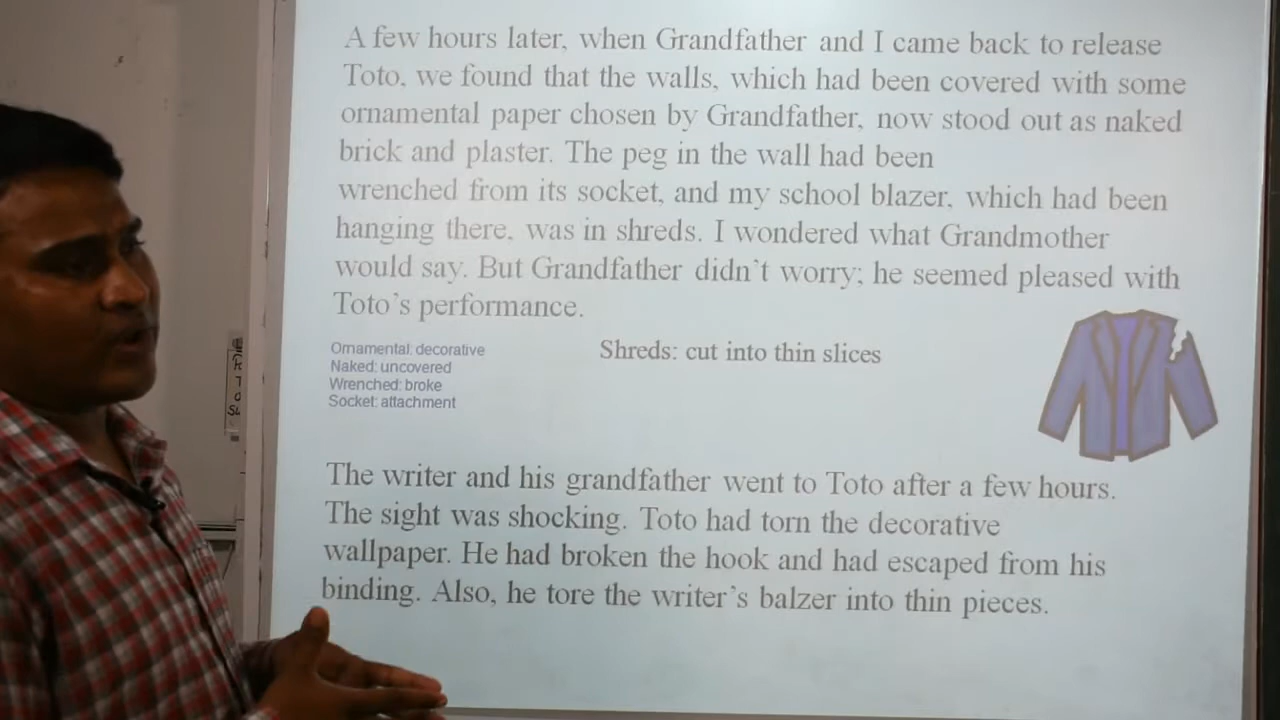 A few hours later, when Grandfather and I came back to release
Toto, we found that the walls, which had been covered with some
ornamental paper chosen by Grandfather, now stood out as naked
brick and plaster. The peg in the wall had been
wrenched from its socket, and my school blazer, which had been
hanging there, was in shreds. I wondered what Grandmother
would say. But Grandfather didn't worry; he seemed pleased with
Toto's performance.
Ornamental: decorative
Naked: uncovered
Wrenched: broke
Socket: attachment
Shreds: cut into thin slices
The writer and his grandfather went to Toto after a few hours.
The sight was shocking. Toto had torn the decorative
wallpaper. He had broken the hook and had escaped from his
binding. Also, he tore the writer's balzer into thin pieces.